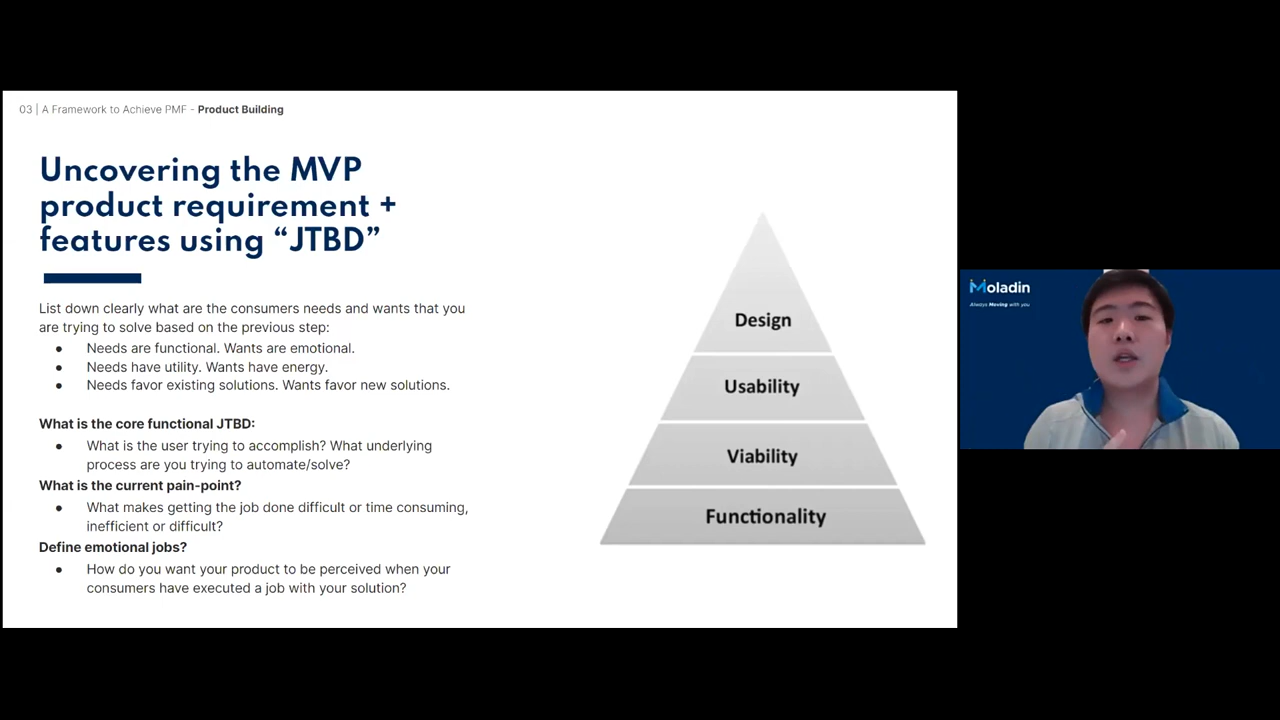 03 | A Framework to Achieve PMF - Product Building
Uncovering the MVP
product requirement +
features using “JTBD”
List down clearly what are the consumers needs and wants that you
are trying to solve based on the previous step:
● Needs are functional. Wants are emotional.
● Needs have utility. Wants have energy.
● Needs favor existing solutions. Wants favor new solutions.
What is the core functional JTBD:
● What is the user trying to accomplish? What underlying
process are you trying to automate/solve?
What is the current pain-point?
● What makes getting the job done difficult or time consuming,
inefficient or difficult?
Define emotional jobs?
● How do you want your product to be perceived when your
consumers have executed a job with your solution?
Design
Usability
Viability
Functionality
Moladin
Always Moving with you